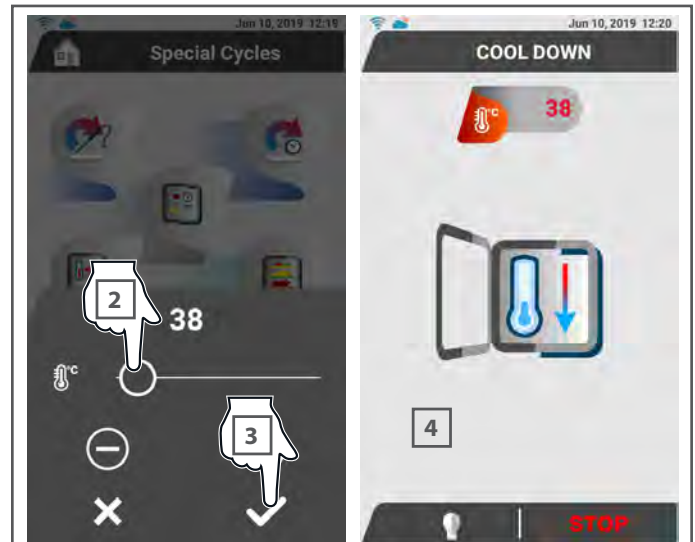 Jun 10, 2019 12:19
Special Cycles
2
38
°C
3
Jun 10, 2019 12:20
COOL DOWN
°C
38
4
STOP